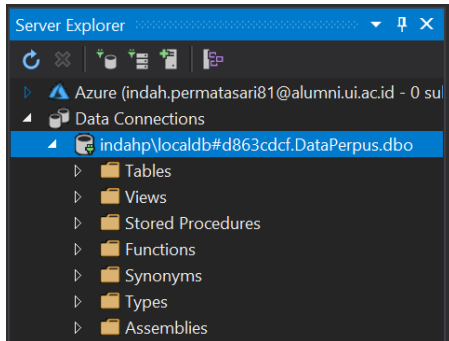 Server Explorer
Azure (indah.permatasari81@alumni.ui.ac.id - 0 sul
Data Connections
indahp\localdb#d863cdcf.DataPerpus.dbo
Tables
Views
Stored Procedures
Functions
Synonyms
Types
Assemblies